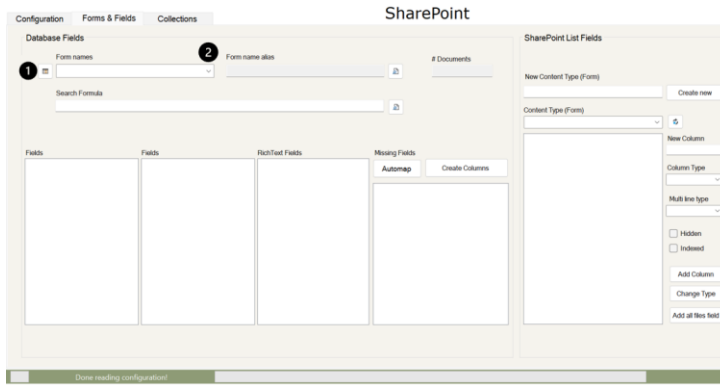 SharePoint
Configuration Forms & Fields Collections
Database Fields
Form names
2
Form name alias
# Documents
1
Search Formula
Fields
Fields
RichText Fields
Missing Fields
Automap
Create Columns
SharePoint List Fields
New Content Type (Form)
Create new
Content Type (Form)
New Column
Column Type
Multi line type
Hidden
Indexed
Add Column
Change Type
Add all files field
Done reading configuration!